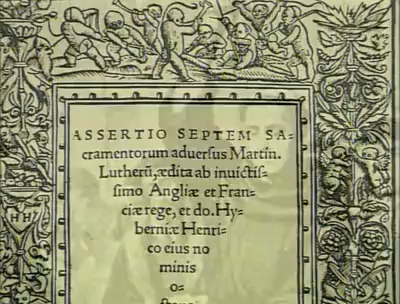 ASSERTIO SEPTEM SA=
cramentorum aduersus Martin.
Lutherũ, ædita ab inuictis=
simo Angliæ et Fran=
ciæ rege, et do. Hy=
berniæ Henri=
co eius no
minis
o=
HH